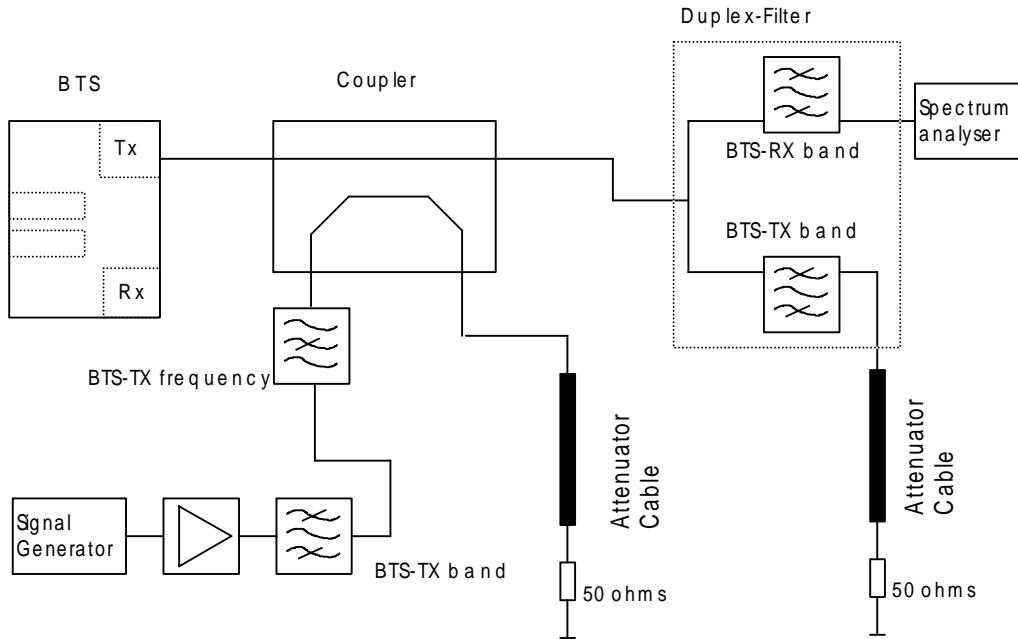 Duplex-Filter
BTS
Coupler
Tx
Spectrum
analyser
BTS-RX band
BTS-TX band
Rx
BTS-TX frequency
Attenuator
Cable
Attenuator
Cable
Signal
Generator
BTS-TX band
50 ohms
50 ohms